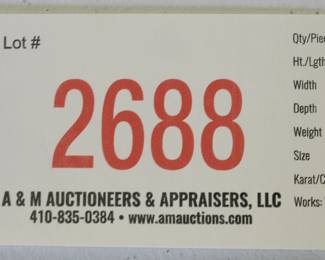 Lot #
2688
A & M AUCTIONEERS & APPRAISERS, LLC
410-835-0384 • www.amauctions.com
Qty/Pie
Ht./Lgth
Width
Depth
Weight
Size
Karat/C
Works: